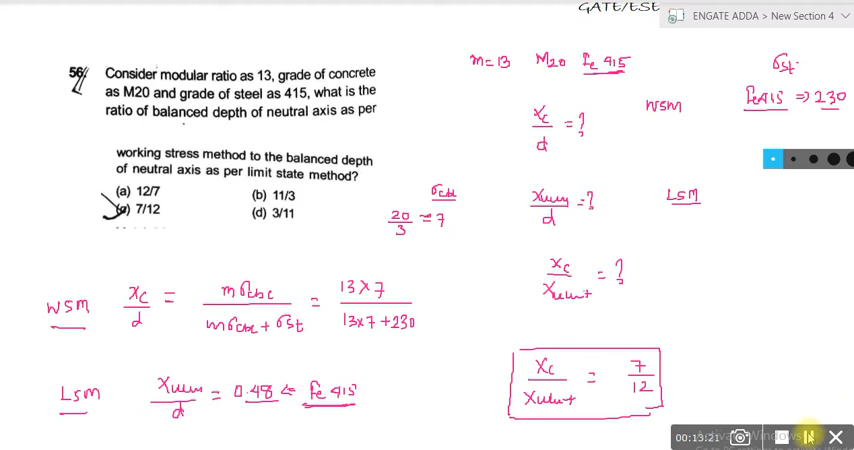 GATE/ESE
ENGATE ADDA > New Section 4
56
Consider modular ratio as 13, grade of concrete
as M20 and grade of steel as 415, what is the
ratio of balanced depth of neutral axis as per
working stress method to the balanced depth
of neutral axis as per limit state method?
(a) 12/7
(b) 11/3
(c) 7/12
(d) 3/11
m=13 M20 Fe 415
σst
Fe415 ⇒ 230
xc/d = ?
WSM
σcbc
20/3 = 7
xulim/d = ?
LSM
xc/xulimit = ?
WSM xc/d = mσcbc/(mσcbc + σst) = 13×7/(13×7+230)
LSM xulim/d = 0.48 ⇐ Fe 415
xc/xulimit = 7/12
00:13:21